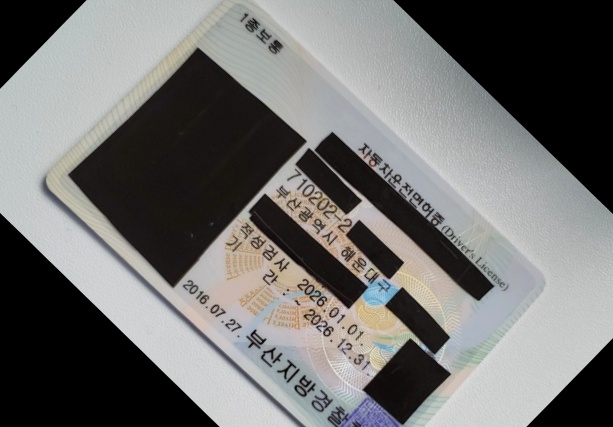 1종보통
자동차운전면허증 (Driver's License)
710202-2
부산광역시 해운대구
적성검사 2026.01.01.
기 간 : ~ 2026.12.31.
2016.07.27.
부산지방경찰